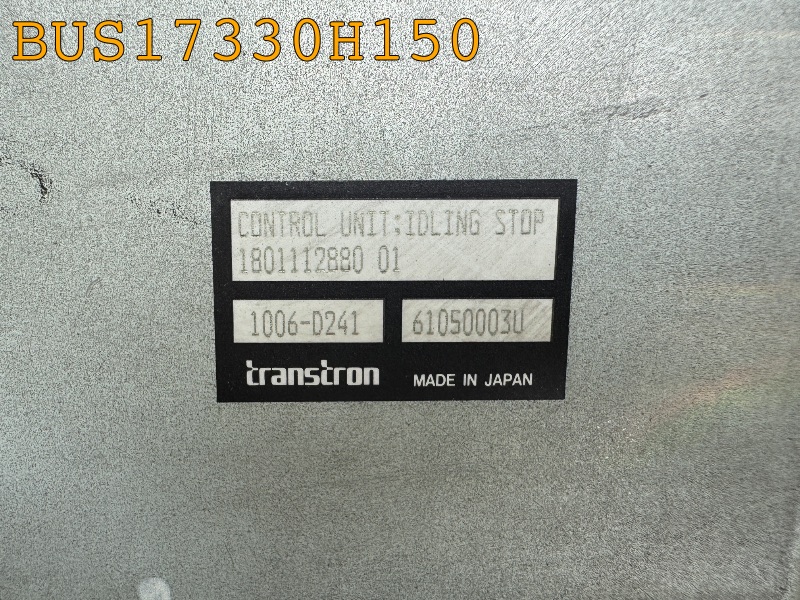 BUS17330H150
CONTROL UNIT:IDLING STOP
1801112880 01
1006-D241
61050003U
transtron
MADE IN JAPAN